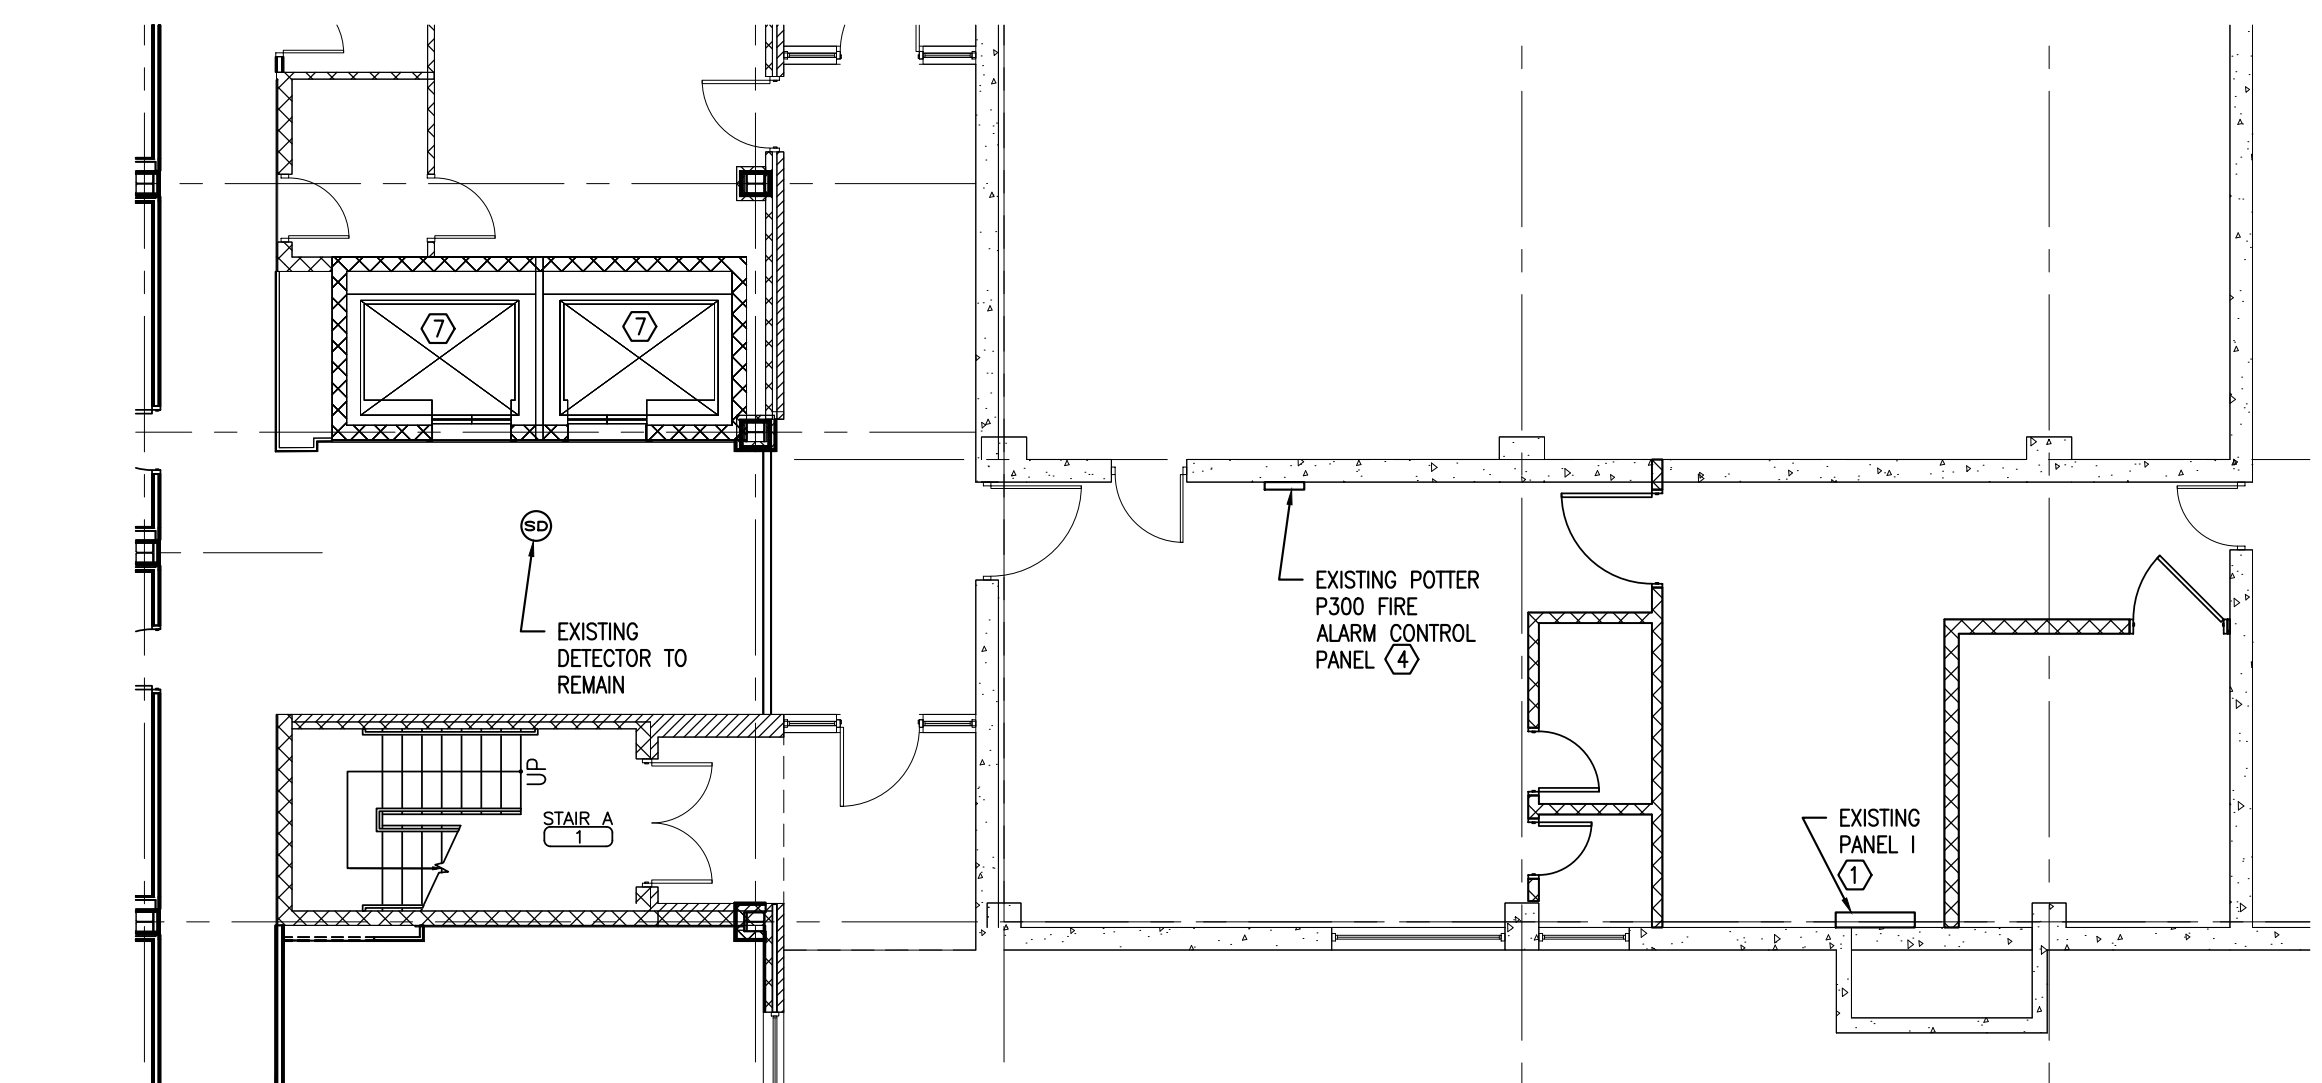 7
7
SD
EXISTING
DETECTOR TO
REMAIN
EXISTING POTTER
P300 FIRE
ALARM CONTROL
PANEL 4
UP
STAIR A
1
EXISTING
PANEL I
1